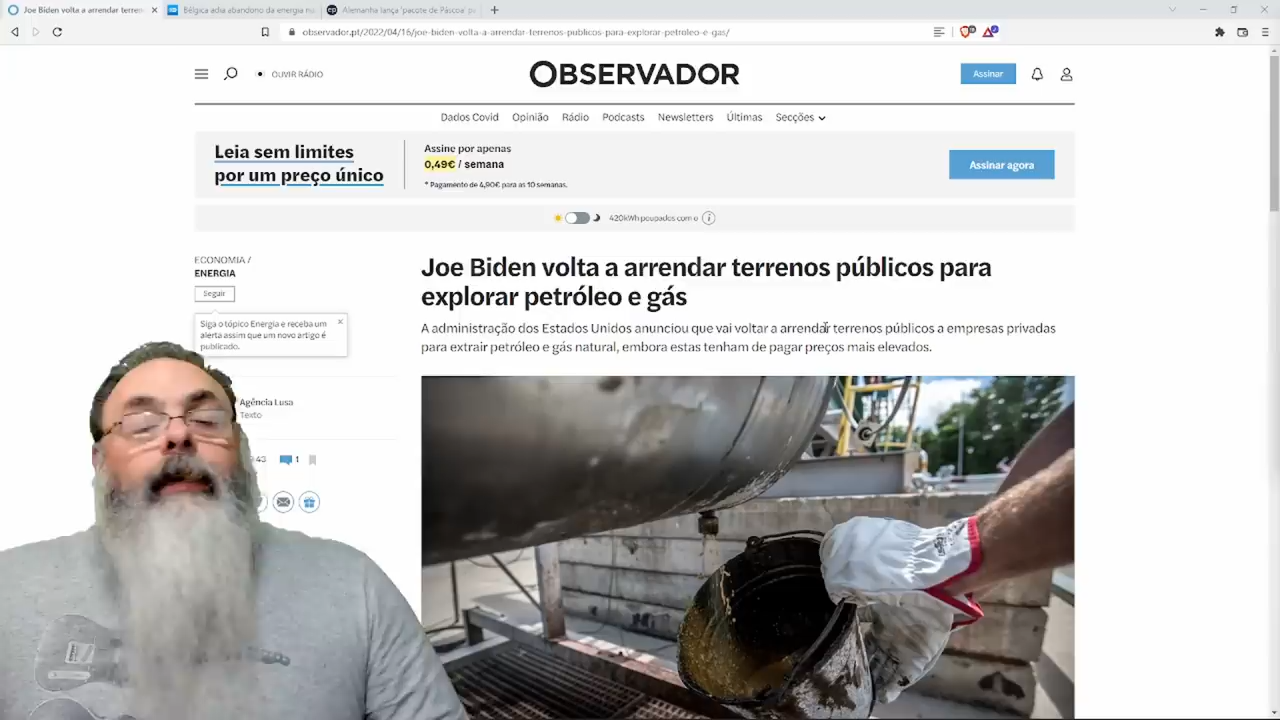 Joe Biden volta a arrendar terren
Bélgica adia abandono da energia nu
Alemanha lança 'pacote de Páscoa' p
observador.pt/2022/04/16/joe-biden-volta-a-arrendar-terrenos-publicos-para-explorar-petroleo-e-gas/
OUVIR RÁDIO
OBSERVADOR
Assinar
Dados Covid Opinião Rádio Podcasts Newsletters Últimas Secções
Leia sem limites
por um preço único
Assine por apenas
0,49€ / semana
* Pagamento de 4,90€ para as 10 semanas.
Assinar agora
420kWh poupados com o
ECONOMIA /
ENERGIA
Seguir
Siga o tópico Energia e receba um
alerta assim que um novo artigo é
publicado.
Joe Biden volta a arrendar terrenos públicos para
explorar petróleo e gás
A administração dos Estados Unidos anunciou que vai voltar a arrendar terrenos públicos a empresas privadas
para extrair petróleo e gás natural, embora estas tenham de pagar preços mais elevados.
Agência Lusa
Texto
43
1